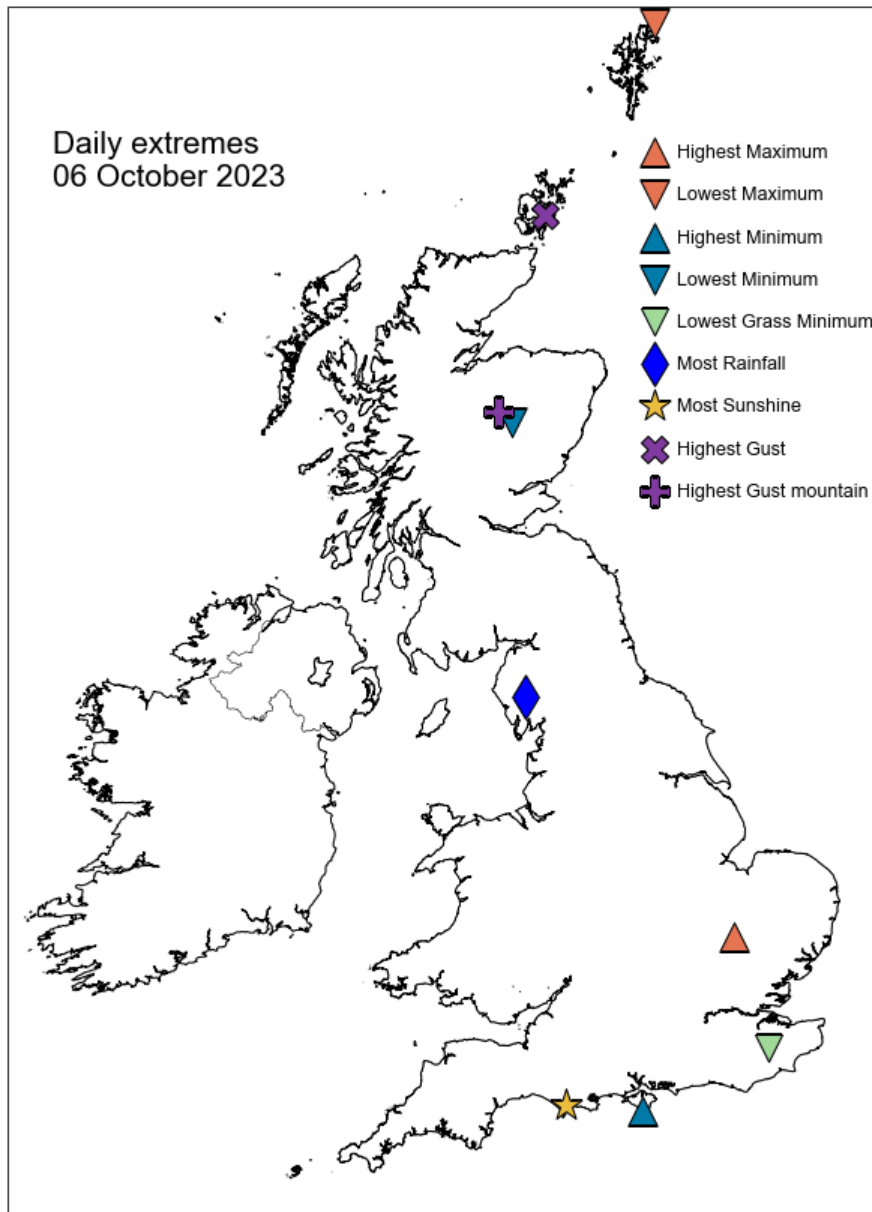 Daily extremes
06 October 2023
Highest Maximum
Lowest Maximum
Highest Minimum
Lowest Minimum
Lowest Grass Minimum
Most Rainfall
Most Sunshine
Highest Gust
Highest Gust mountain